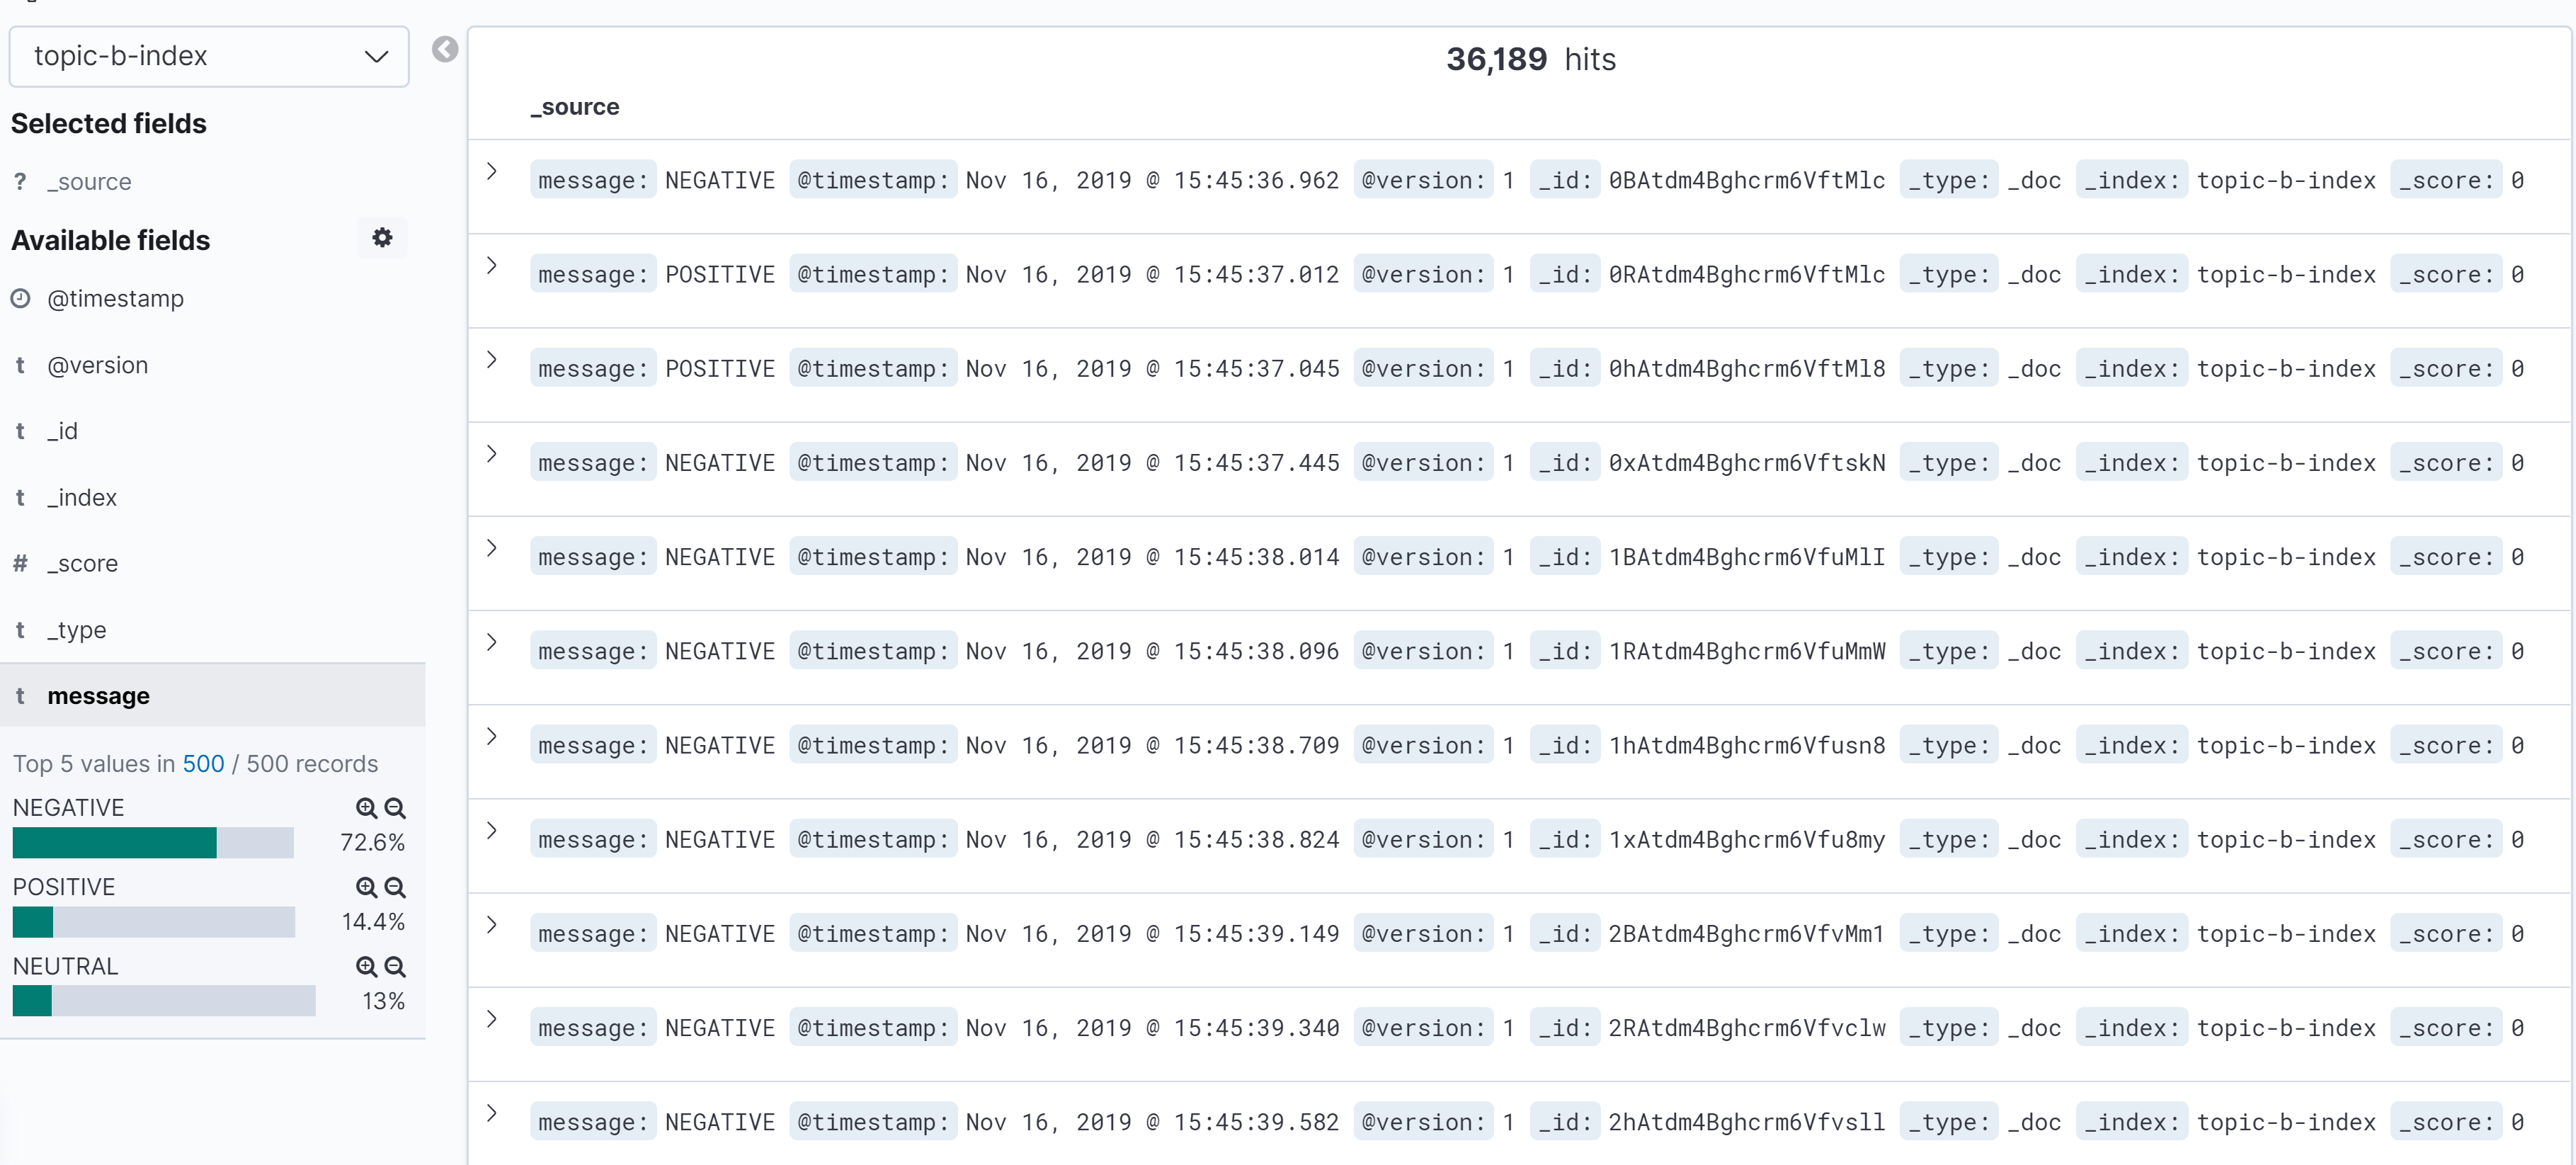 topic-b-index
Selected fields
? _source
Available fields
@timestamp
t @version
t _id
t _index
# _score
t _type
t message
Top 5 values in 500 / 500 records
NEGATIVE
72.6%
POSITIVE
14.4%
NEUTRAL
13%
36,189 hits
_source
message: NEGATIVE @timestamp: Nov 16, 2019 @ 15:45:36.962 @version: 1 _id: 0BAtdm4Bghcrm6VftMlc _type: _doc _index: topic-b-index _score: 0
message: POSITIVE @timestamp: Nov 16, 2019 @ 15:45:37.012 @version: 1 _id: 0RAtdm4Bghcrm6VftMlc _type: _doc _index: topic-b-index _score: 0
message: POSITIVE @timestamp: Nov 16, 2019 @ 15:45:37.045 @version: 1 _id: 0hAtdm4Bghcrm6VftMl8 _type: _doc _index: topic-b-index _score: 0
message: NEGATIVE @timestamp: Nov 16, 2019 @ 15:45:37.445 @version: 1 _id: 0xAtdm4Bghcrm6VftskN _type: _doc _index: topic-b-index _score: 0
message: NEGATIVE @timestamp: Nov 16, 2019 @ 15:45:38.014 @version: 1 _id: 1BAtdm4Bghcrm6VfuMlI _type: _doc _index: topic-b-index _score: 0
message: NEGATIVE @timestamp: Nov 16, 2019 @ 15:45:38.096 @version: 1 _id: 1RAtdm4Bghcrm6VfuMmW _type: _doc _index: topic-b-index _score: 0
message: NEGATIVE @timestamp: Nov 16, 2019 @ 15:45:38.709 @version: 1 _id: 1hAtdm4Bghcrm6Vfusn8 _type: _doc _index: topic-b-index _score: 0
message: NEGATIVE @timestamp: Nov 16, 2019 @ 15:45:38.824 @version: 1 _id: 1xAtdm4Bghcrm6Vfu8my _type: _doc _index: topic-b-index _score: 0
message: NEGATIVE @timestamp: Nov 16, 2019 @ 15:45:39.149 @version: 1 _id: 2BAtdm4Bghcrm6VfvMm1 _type: _doc _index: topic-b-index _score: 0
message: NEGATIVE @timestamp: Nov 16, 2019 @ 15:45:39.340 @version: 1 _id: 2RAtdm4Bghcrm6Vfvclw _type: _doc _index: topic-b-index _score: 0
message: NEGATIVE @timestamp: Nov 16, 2019 @ 15:45:39.582 @version: 1 _id: 2hAtdm4Bghcrm6Vfvsll _type: _doc _index: topic-b-index _score: 0